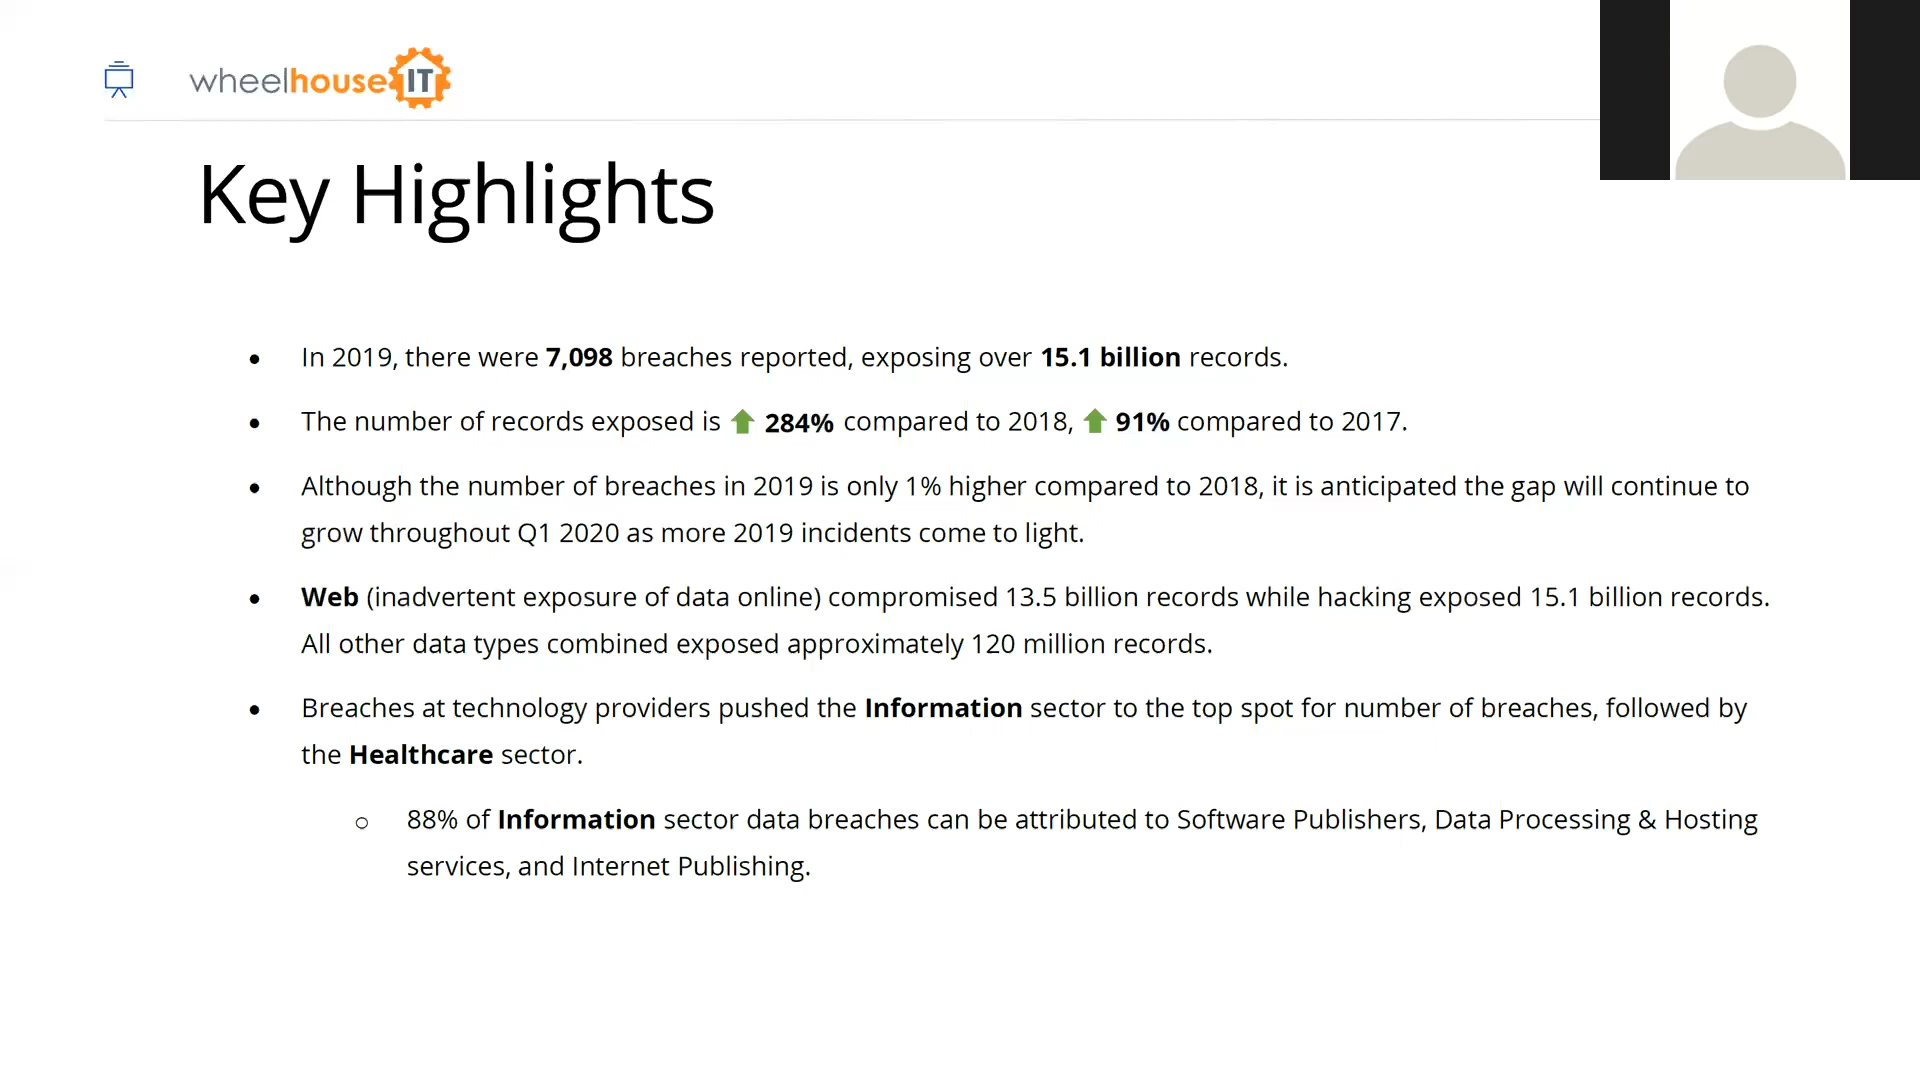 wheelhouse IT
Key Highlights
• In 2019, there were 7,098 breaches reported, exposing over 15.1 billion records.
• The number of records exposed is 284% compared to 2018, 91% compared to 2017.
• Although the number of breaches in 2019 is only 1% higher compared to 2018, it is anticipated the gap will continue to
grow throughout Q1 2020 as more 2019 incidents come to light.
• Web (inadvertent exposure of data online) compromised 13.5 billion records while hacking exposed 15.1 billion records.
All other data types combined exposed approximately 120 million records.
• Breaches at technology providers pushed the Information sector to the top spot for number of breaches, followed by
the Healthcare sector.
○ 88% of Information sector data breaches can be attributed to Software Publishers, Data Processing & Hosting
services, and Internet Publishing.